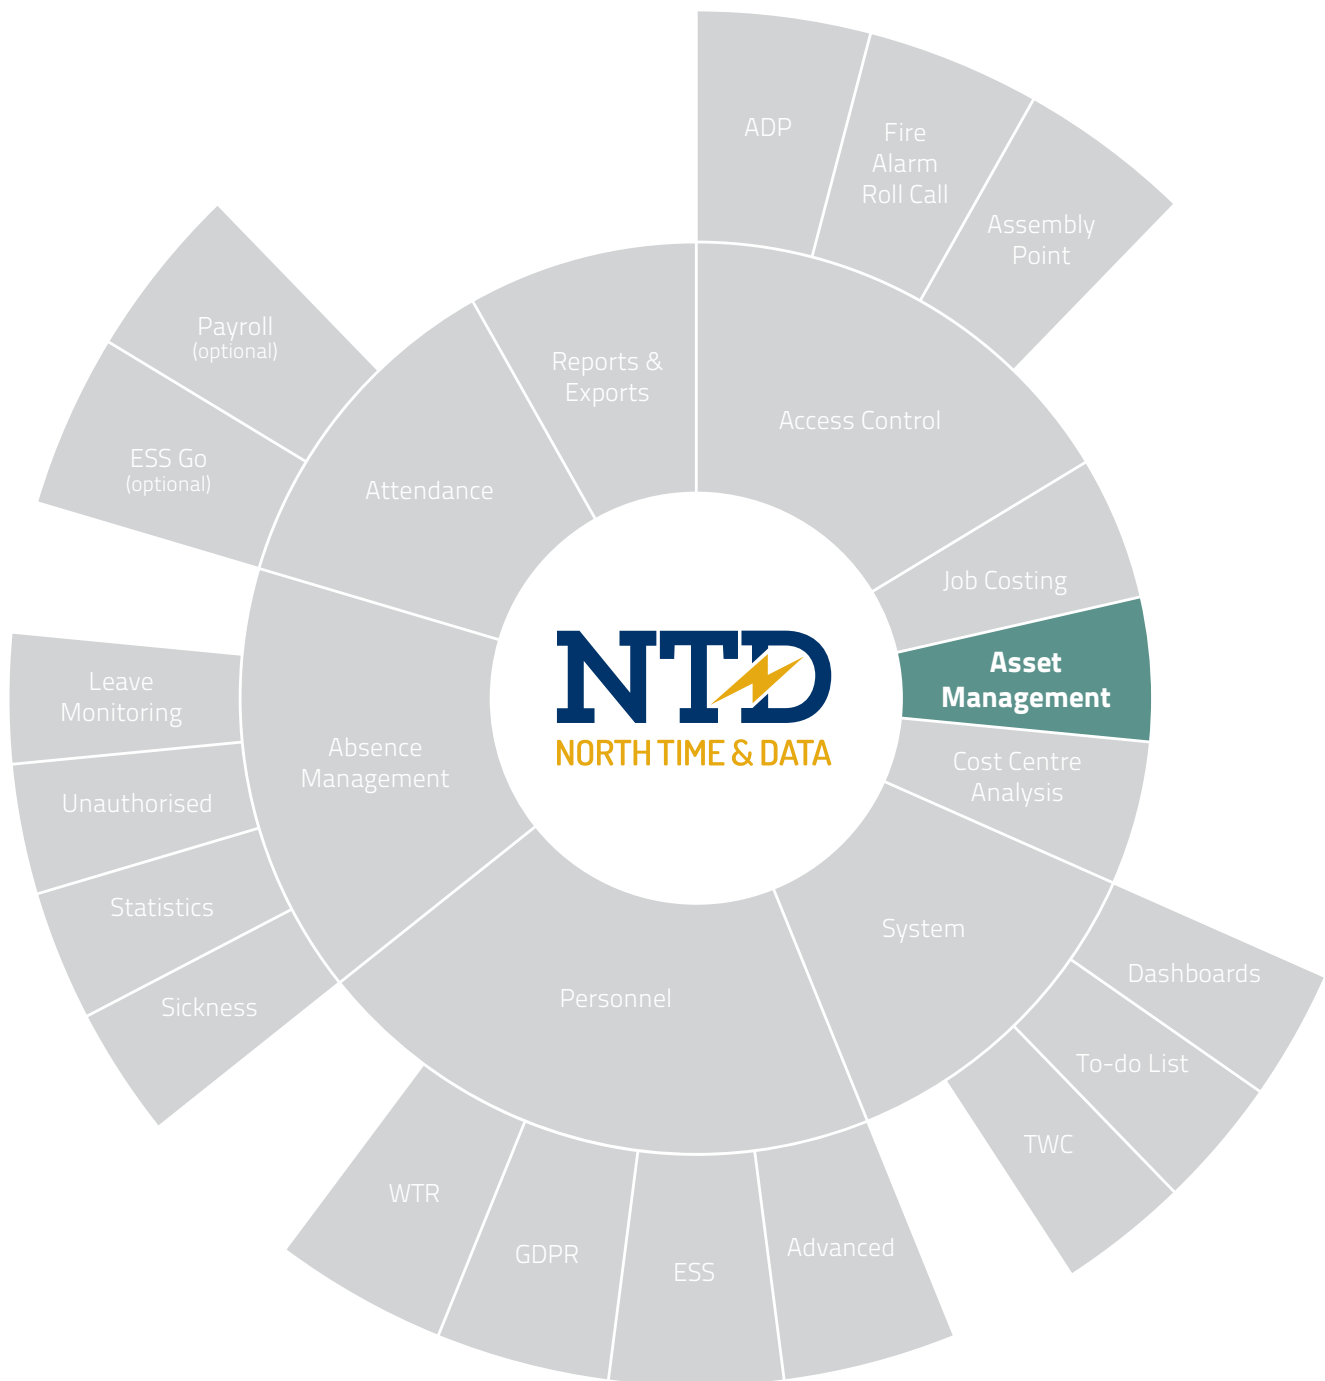 ADP
Fire
Alarm
Roll Call
Assembly
Point
Payroll
(optional)
ESS Go
(optional)
Reports &
Exports
Access Control
Attendance
Job Costing
Asset
Management
NTD
NORTH TIME & DATA
Leave
Monitoring
Absence
Management
Cost Centre
Analysis
Unauthorised
Statistics
System
Dashboards
Sickness
Personnel
To-do List
TWC
WTR
GDPR
ESS
Advanced